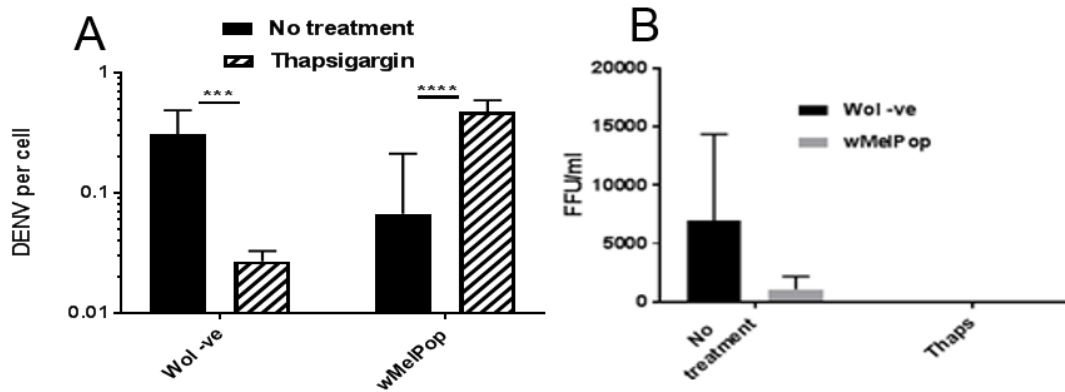 A
No treatment
Thapsigargin
DENV per cell
1
0.1
0.01
***
****
Wol -ve
wMelPop
B
FFU/ml
20000
15000
10000
5000
0
Wol -ve
wMelPop
No
treatment
Thaps